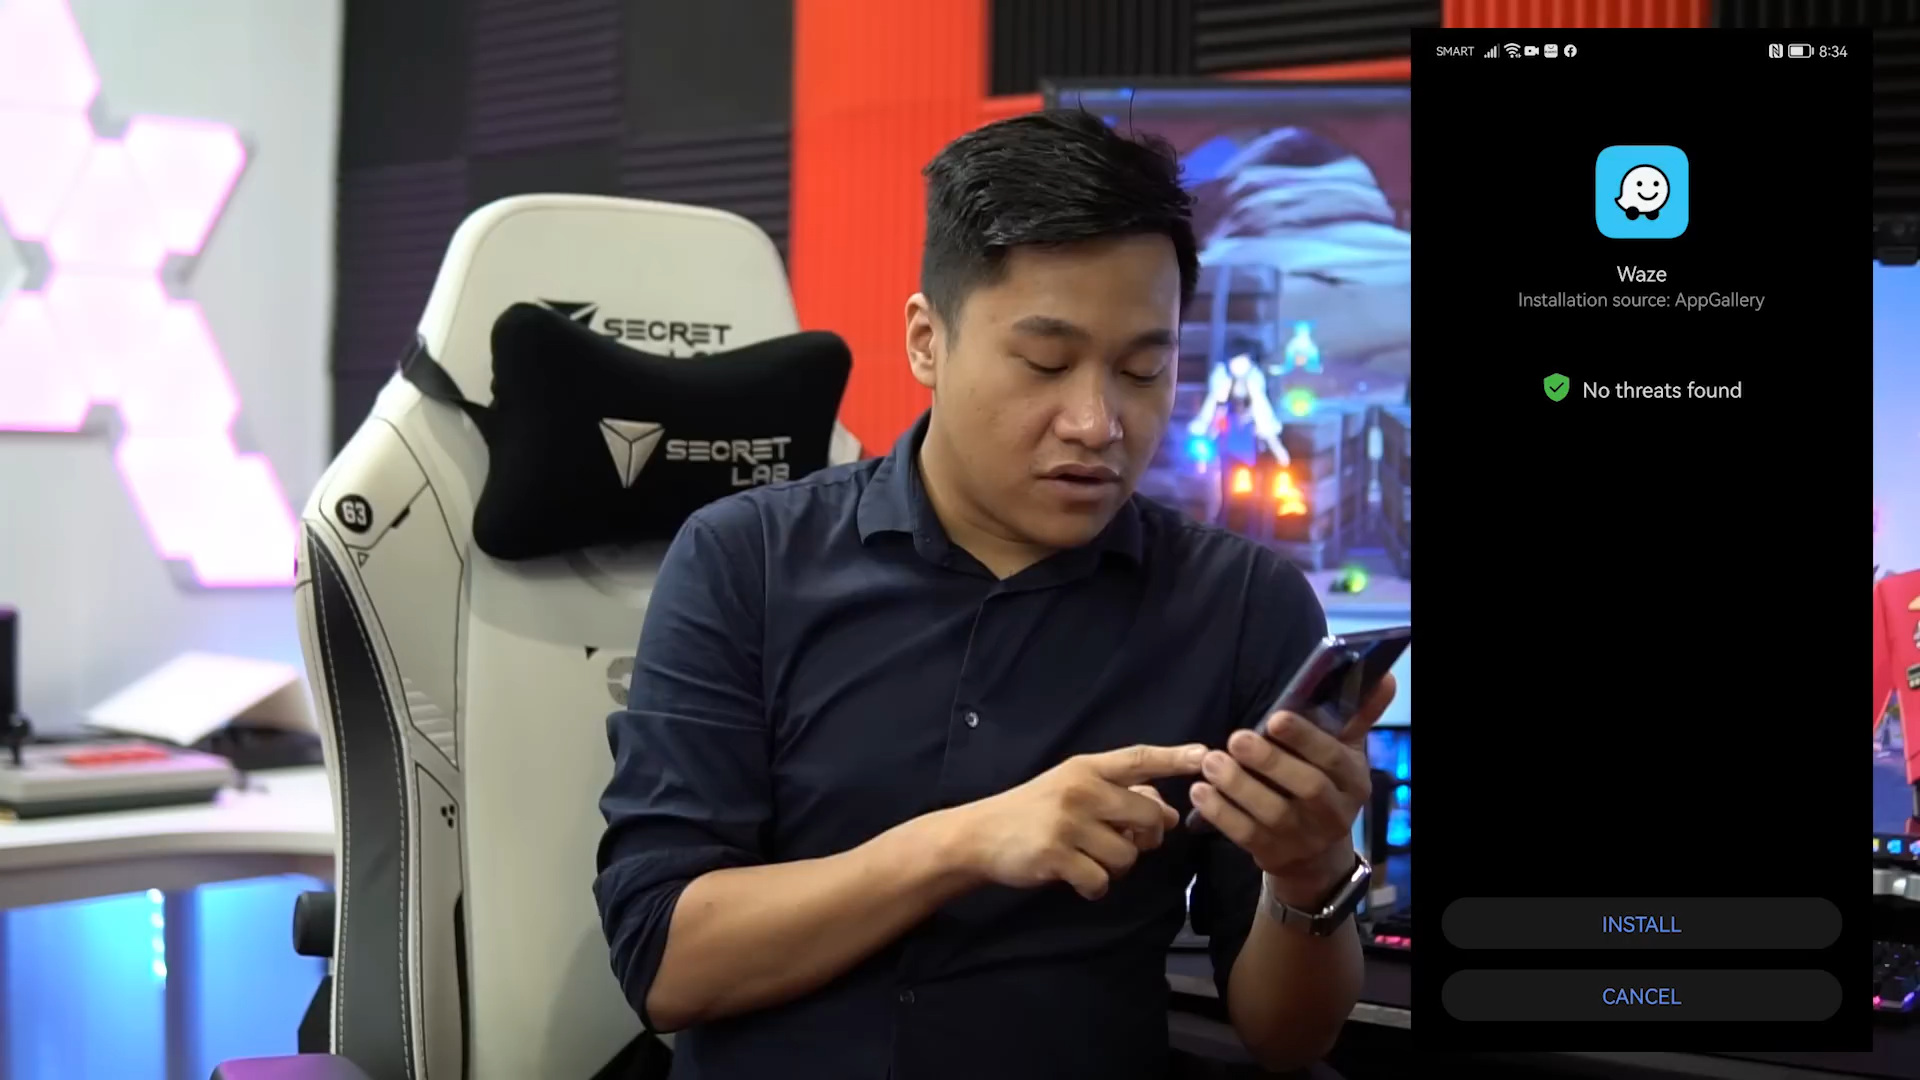 SECRET
SECRET
LAB
63
SMART
8:34
Waze
Installation source: AppGallery
No threats found
INSTALL
CANCEL